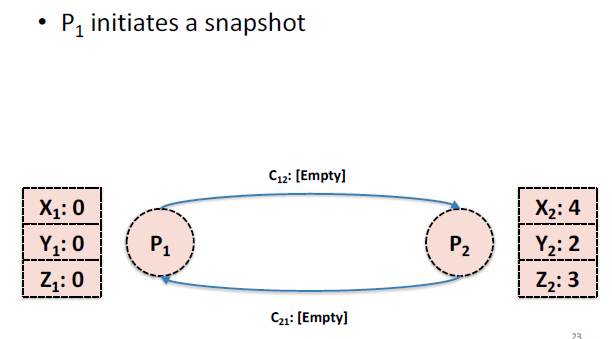 • P₁ initiates a snapshot
C₁₂: [Empty]
X₁: 0
Y₁: 0
Z₁: 0
P₁
P₂
X₂: 4
Y₂: 2
Z₂: 3
C₂₁: [Empty]
23